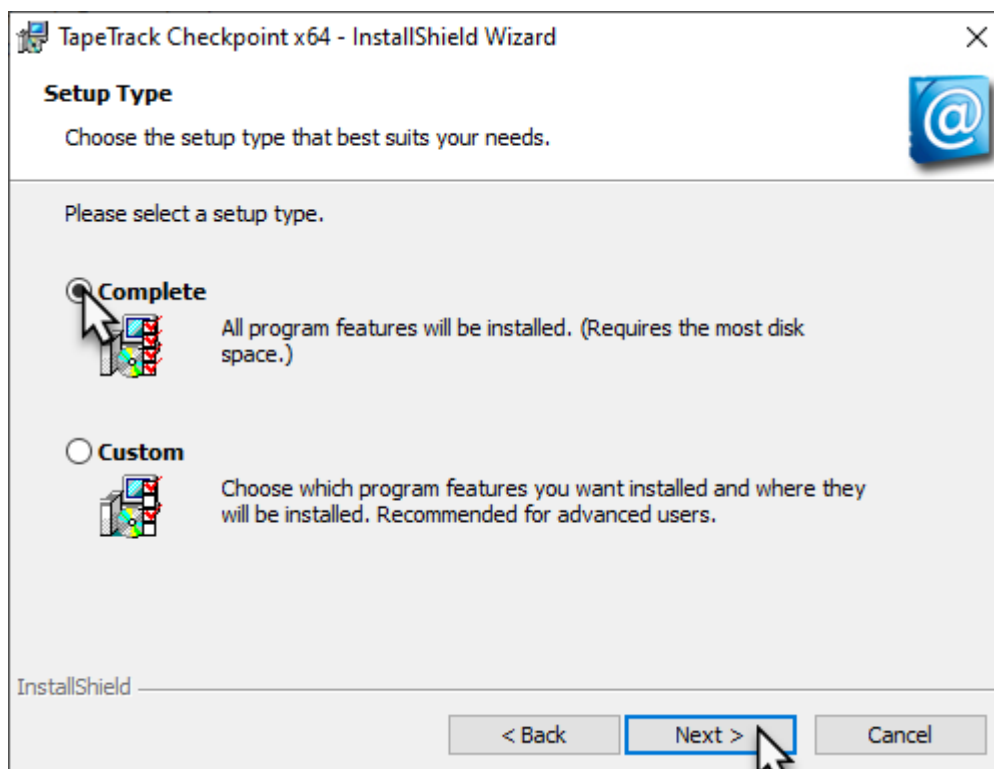 TapeTrack Checkpoint x64 - InstallShield Wizard
Setup Type
Choose the setup type that best suits your needs.
Please select a setup type.
Complete
All program features will be installed. (Requires the most disk
space.)
Custom
Choose which program features you want installed and where they
will be installed. Recommended for advanced users.
InstallShield
< Back
Next >
Cancel